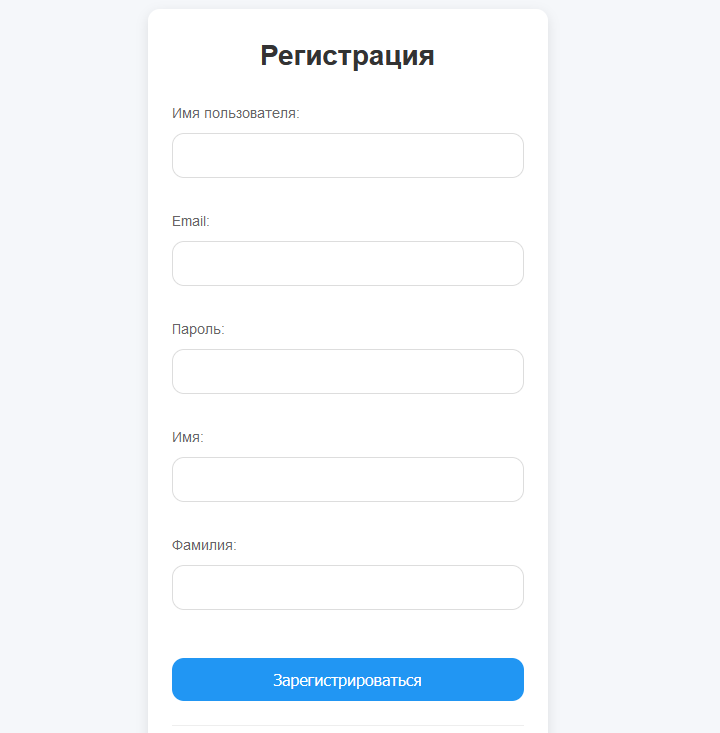 Регистрация
Имя пользователя:
Email:
Пароль:
Имя:
Фамилия:
Зарегистрироваться